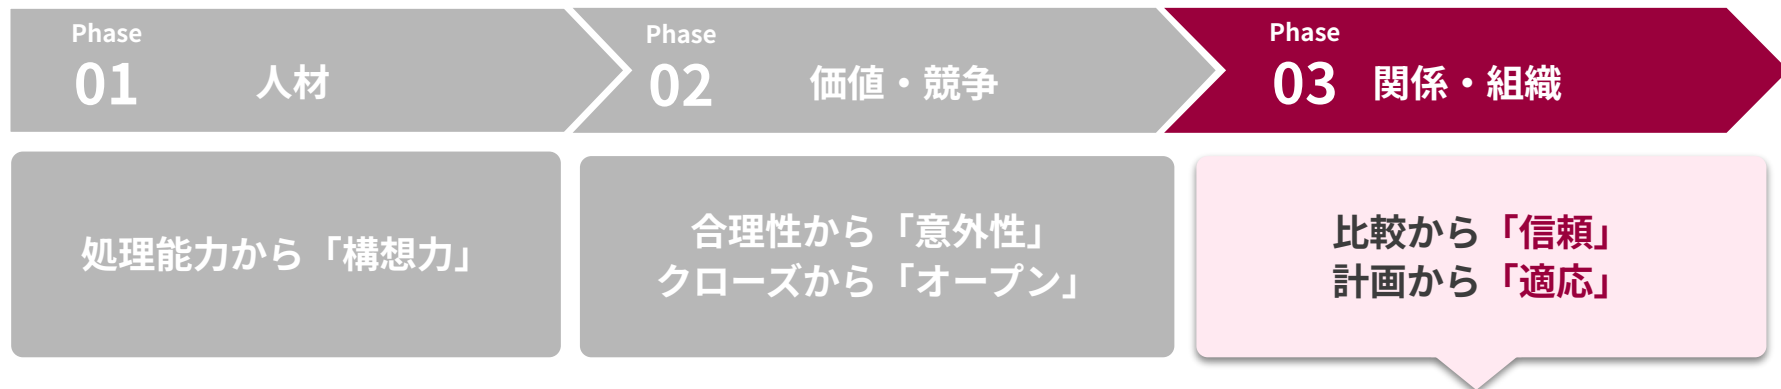 Phase
01 人材
Phase
02 価値・競争
Phase
03 関係・組織
処理能力から「構想力」
合理性から「意外性」
クローズから「オープン」
比較から「信頼」
計画から「適応」